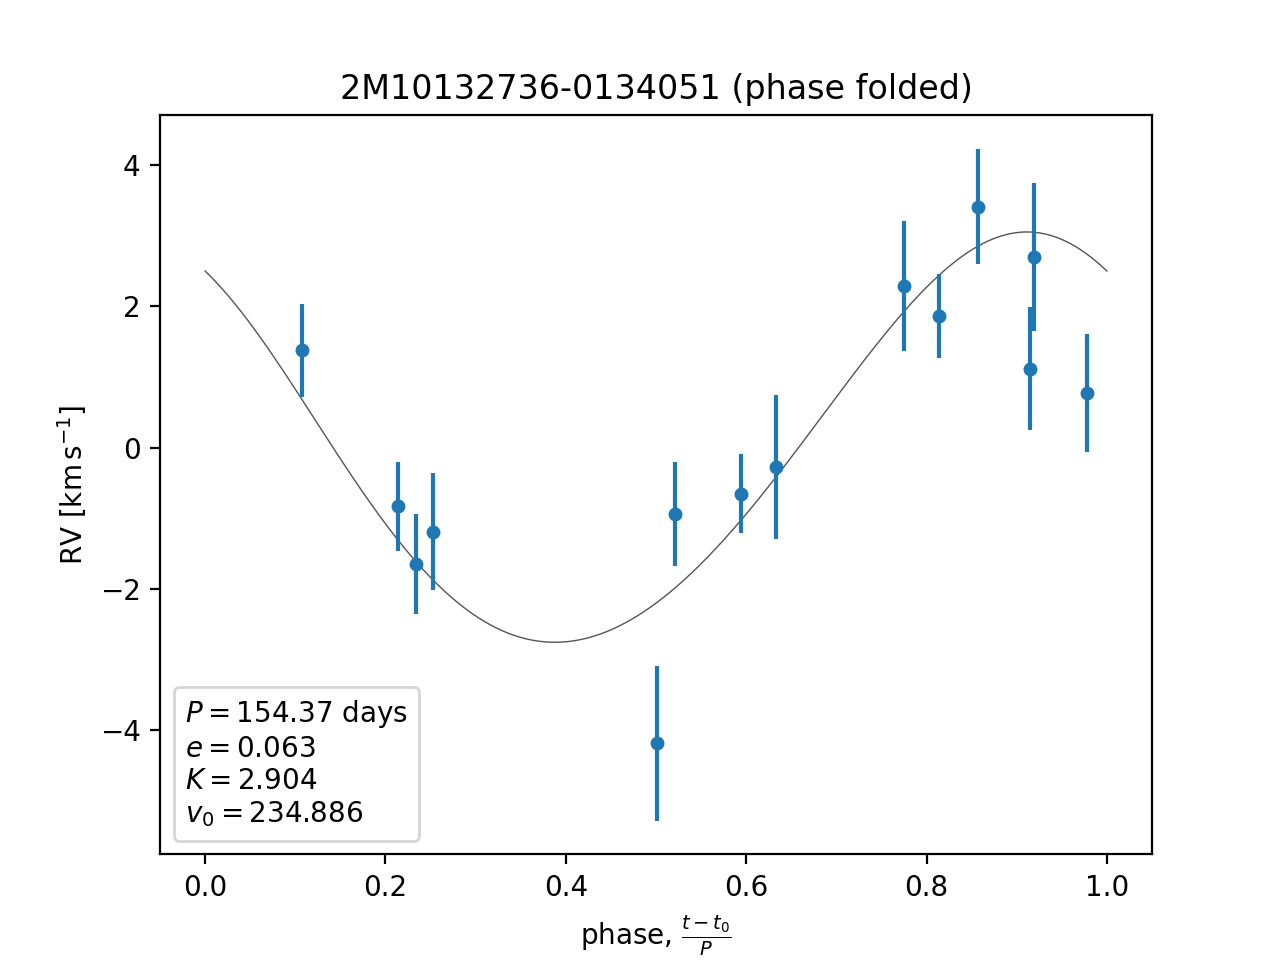 2M10132736-0134051 (phase folded)
RV [km s⁻¹]
4
2
0
−2
−4
P = 154.37 days
e = 0.063
K = 2.904
v₀ = 234.886
0.0 0.2 0.4 0.6 0.8 1.0
phase, (t − t₀)/P